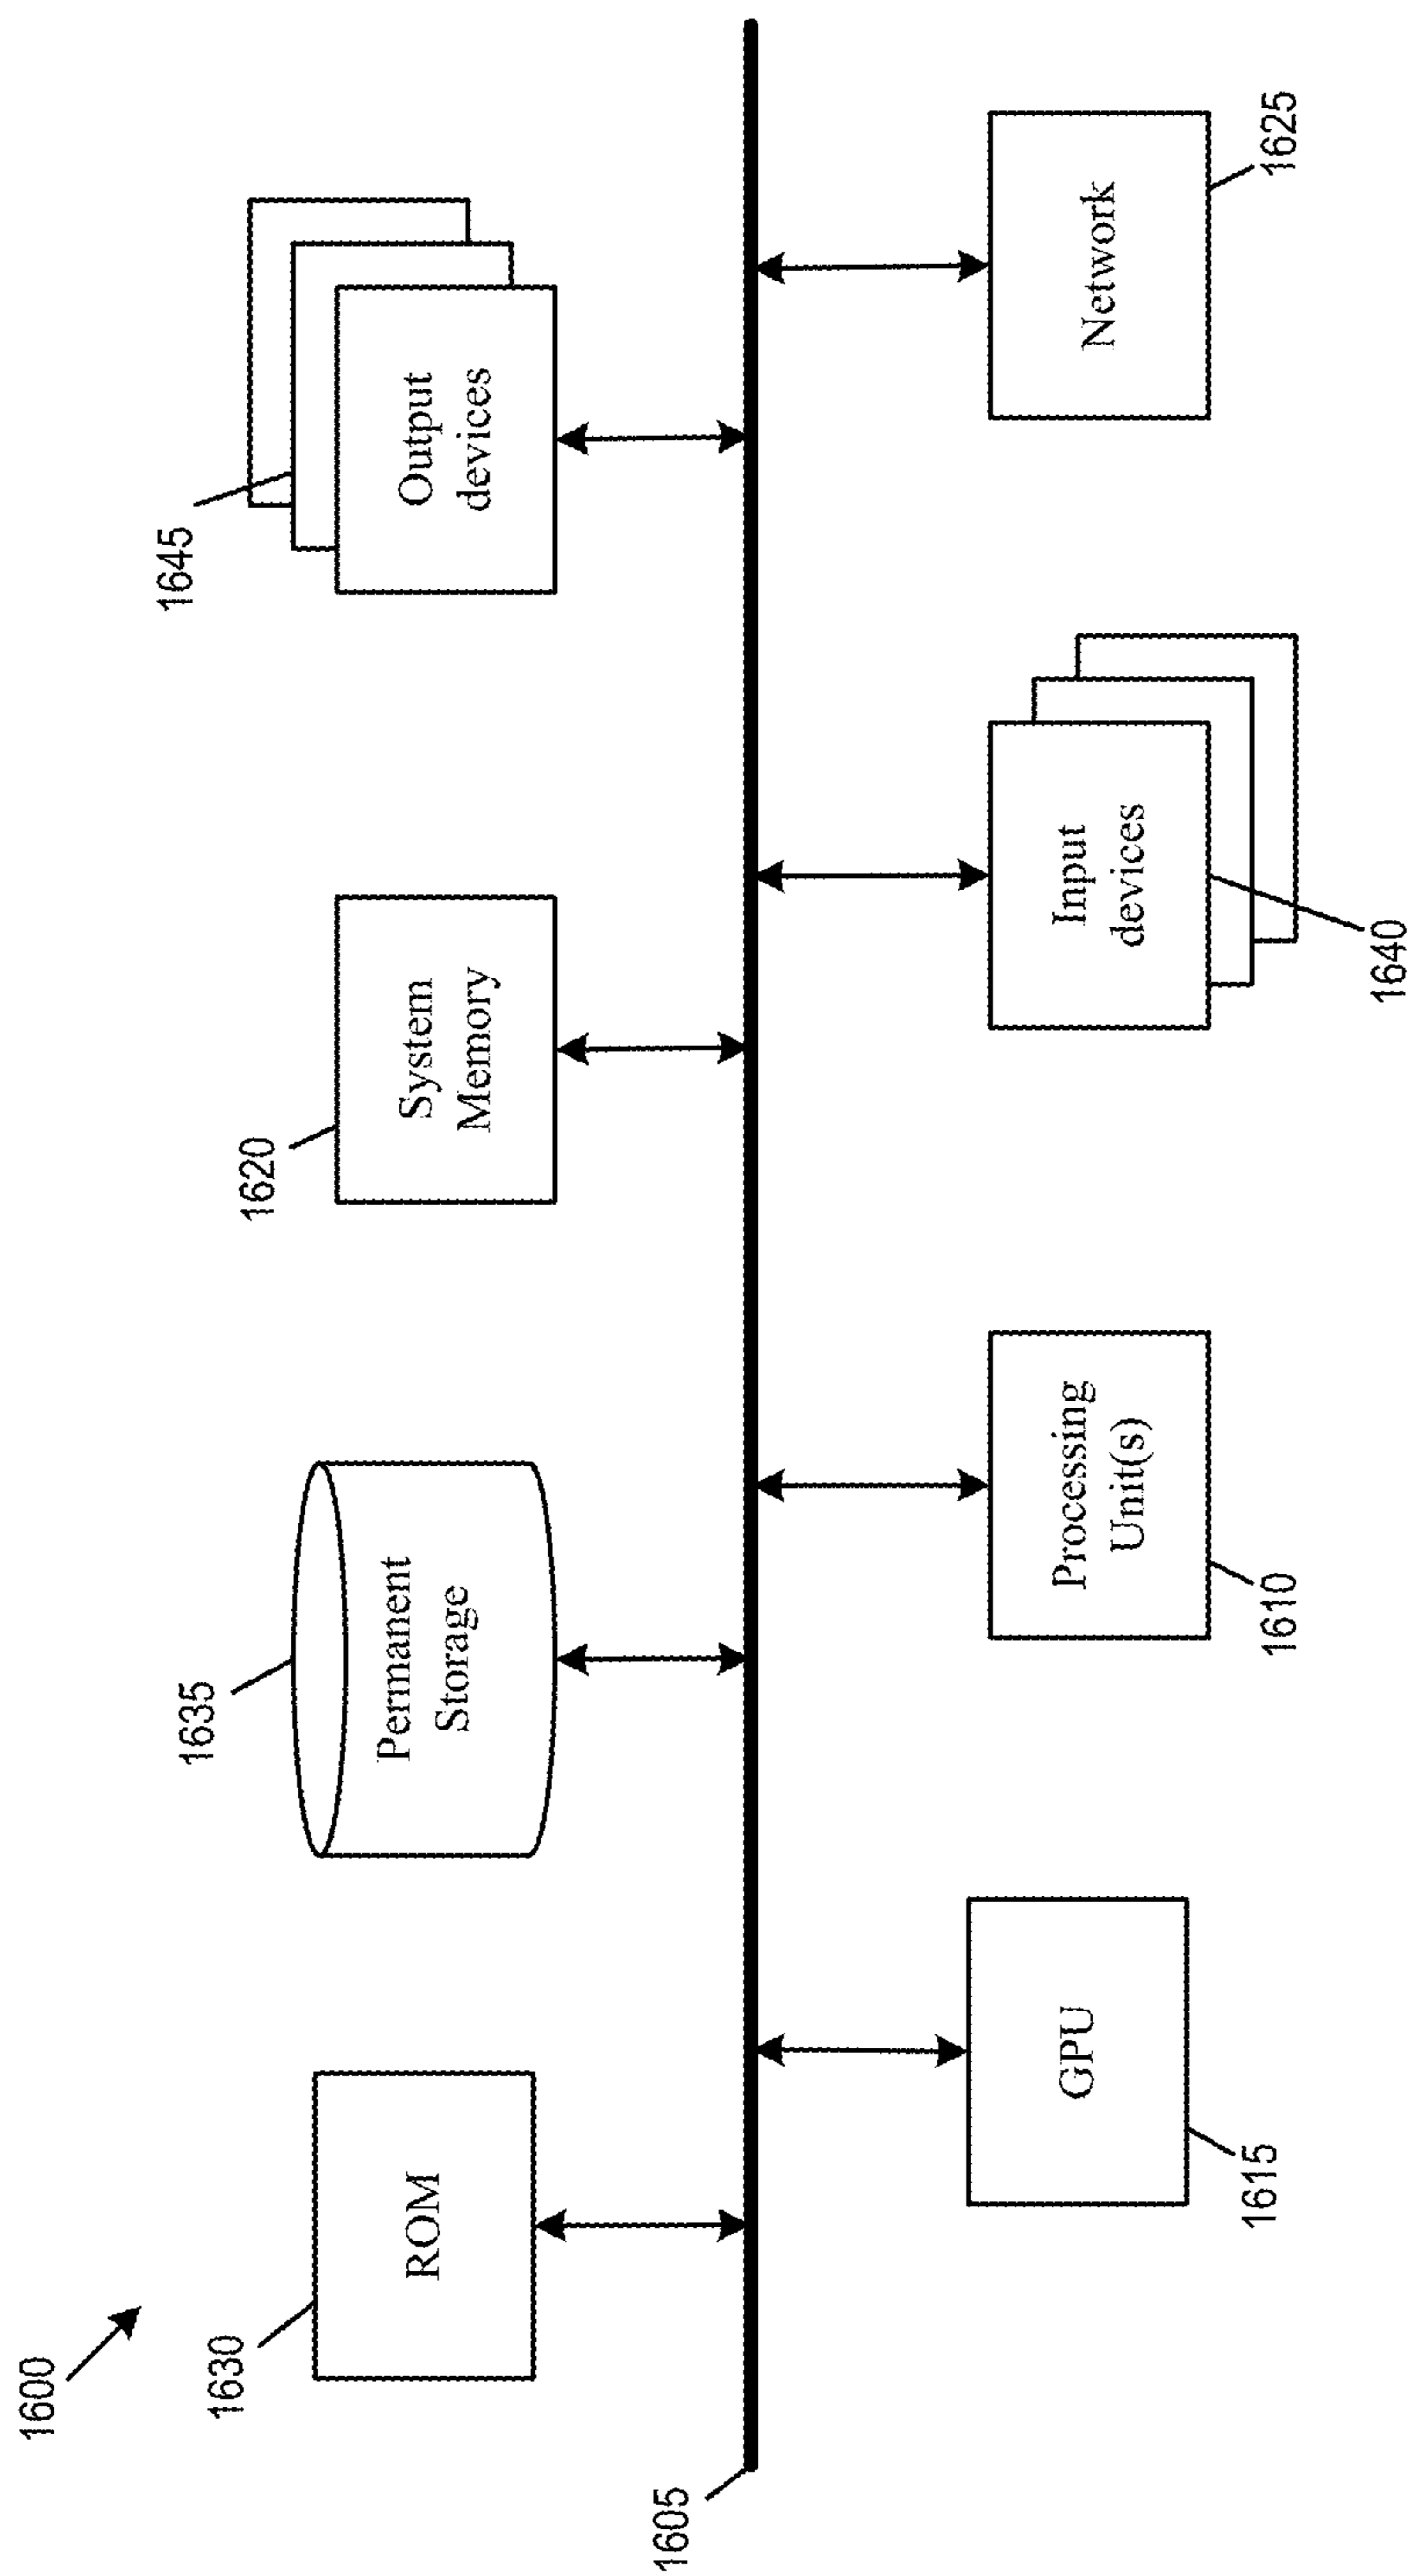 1600
1630
ROM
1635
Permanent
Storage
1620
System
Memory
1645
Output
devices
1605
GPU
1615
Processing
Unit(s)
1610
Input
devices
1640
Network
1625